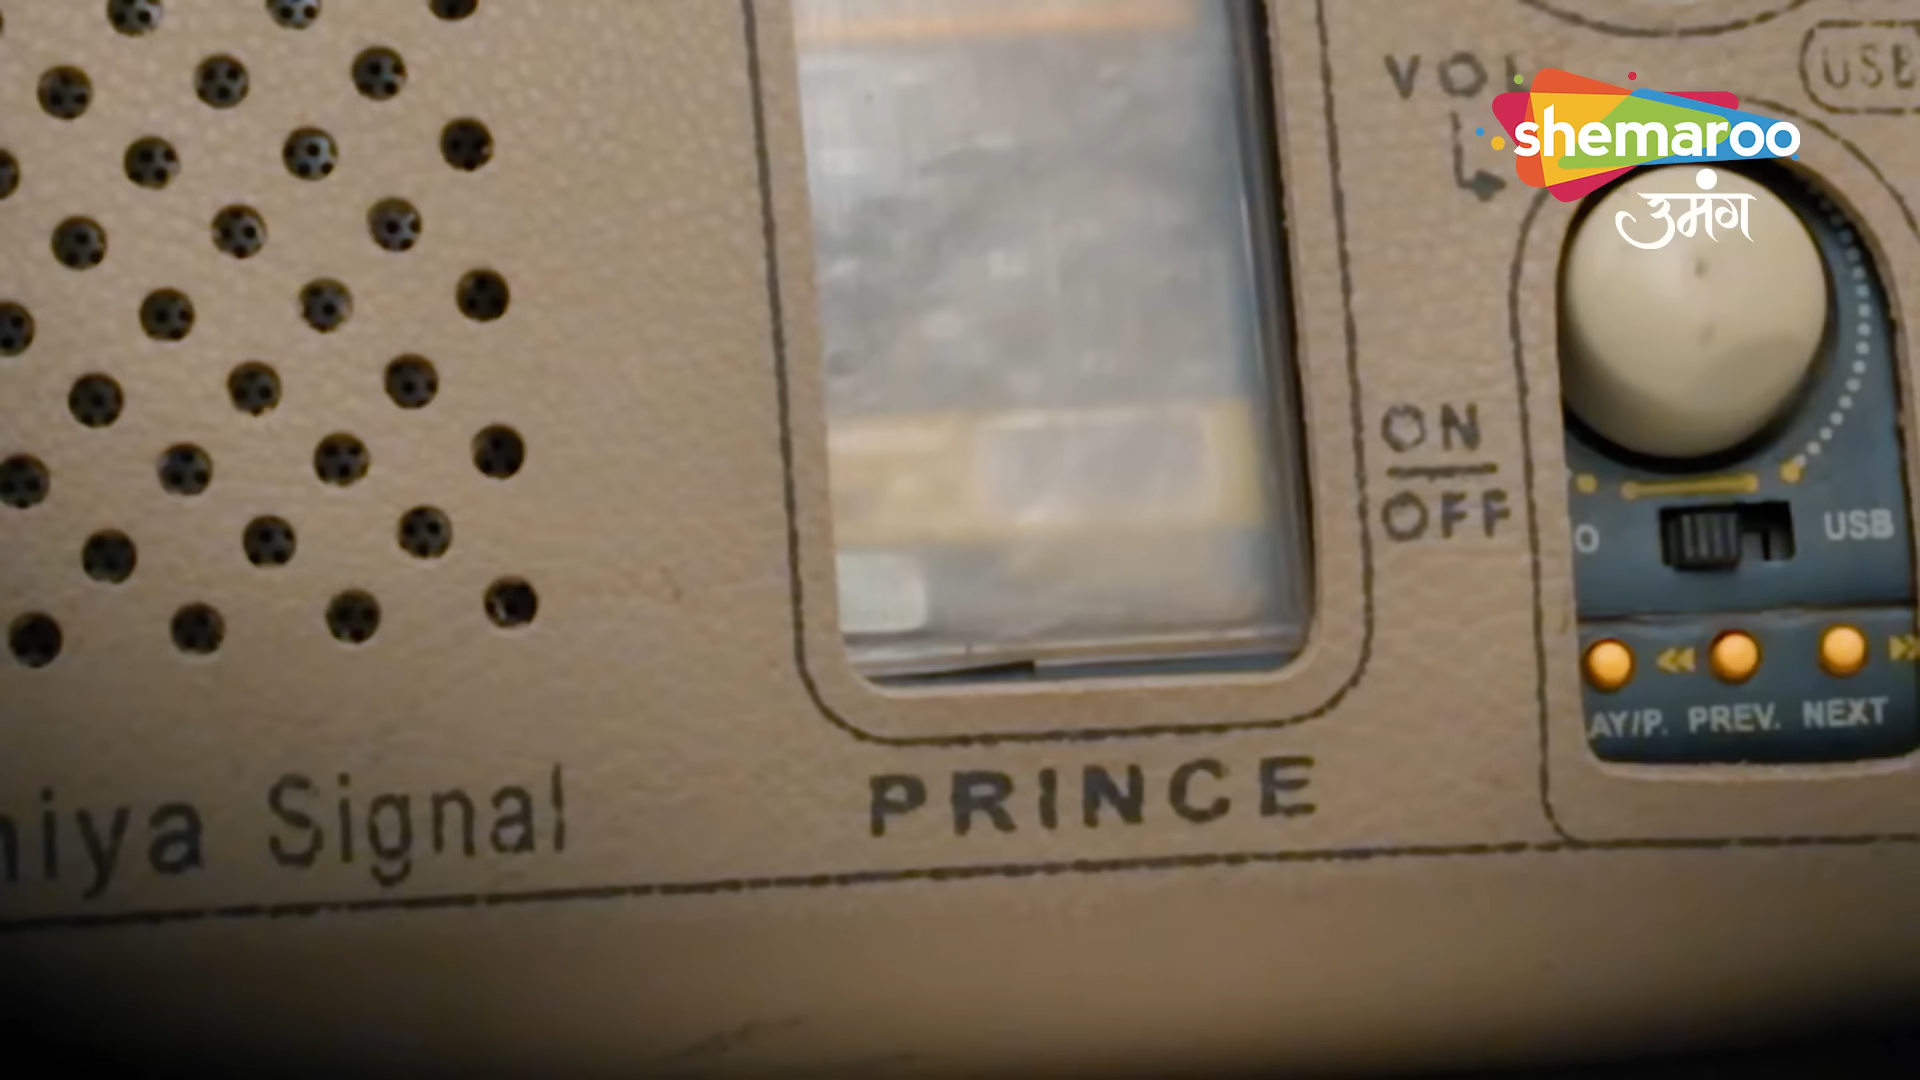 VOL
USB
shemaroo
उमंग
ON
OFF
USB
PREV. NEXT
Signal
PRINCE